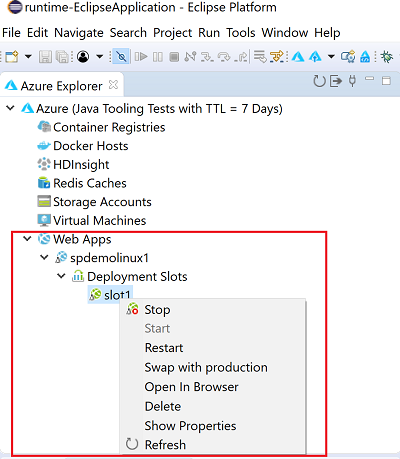 runtime-EclipseApplication - Eclipse Platform
File Edit Navigate Search Project Run Tools Window Help
Azure Explorer
Azure (Java Tooling Tests with TTL = 7 Days)
Container Registries
Docker Hosts
HDInsight
Redis Caches
Storage Accounts
Virtual Machines
Web Apps
spdemolinux1
Deployment Slots
slot1
Stop
Start
Restart
Swap with production
Open In Browser
Delete
Show Properties
Refresh